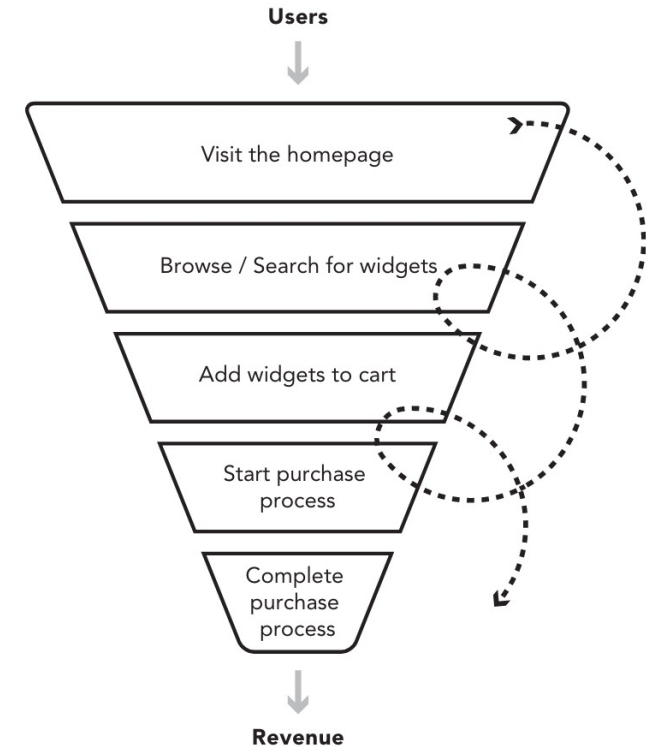 Users
Visit the homepage
Browse / Search for widgets
Add widgets to cart
Start purchase
process
Complete
purchase
process
Revenue